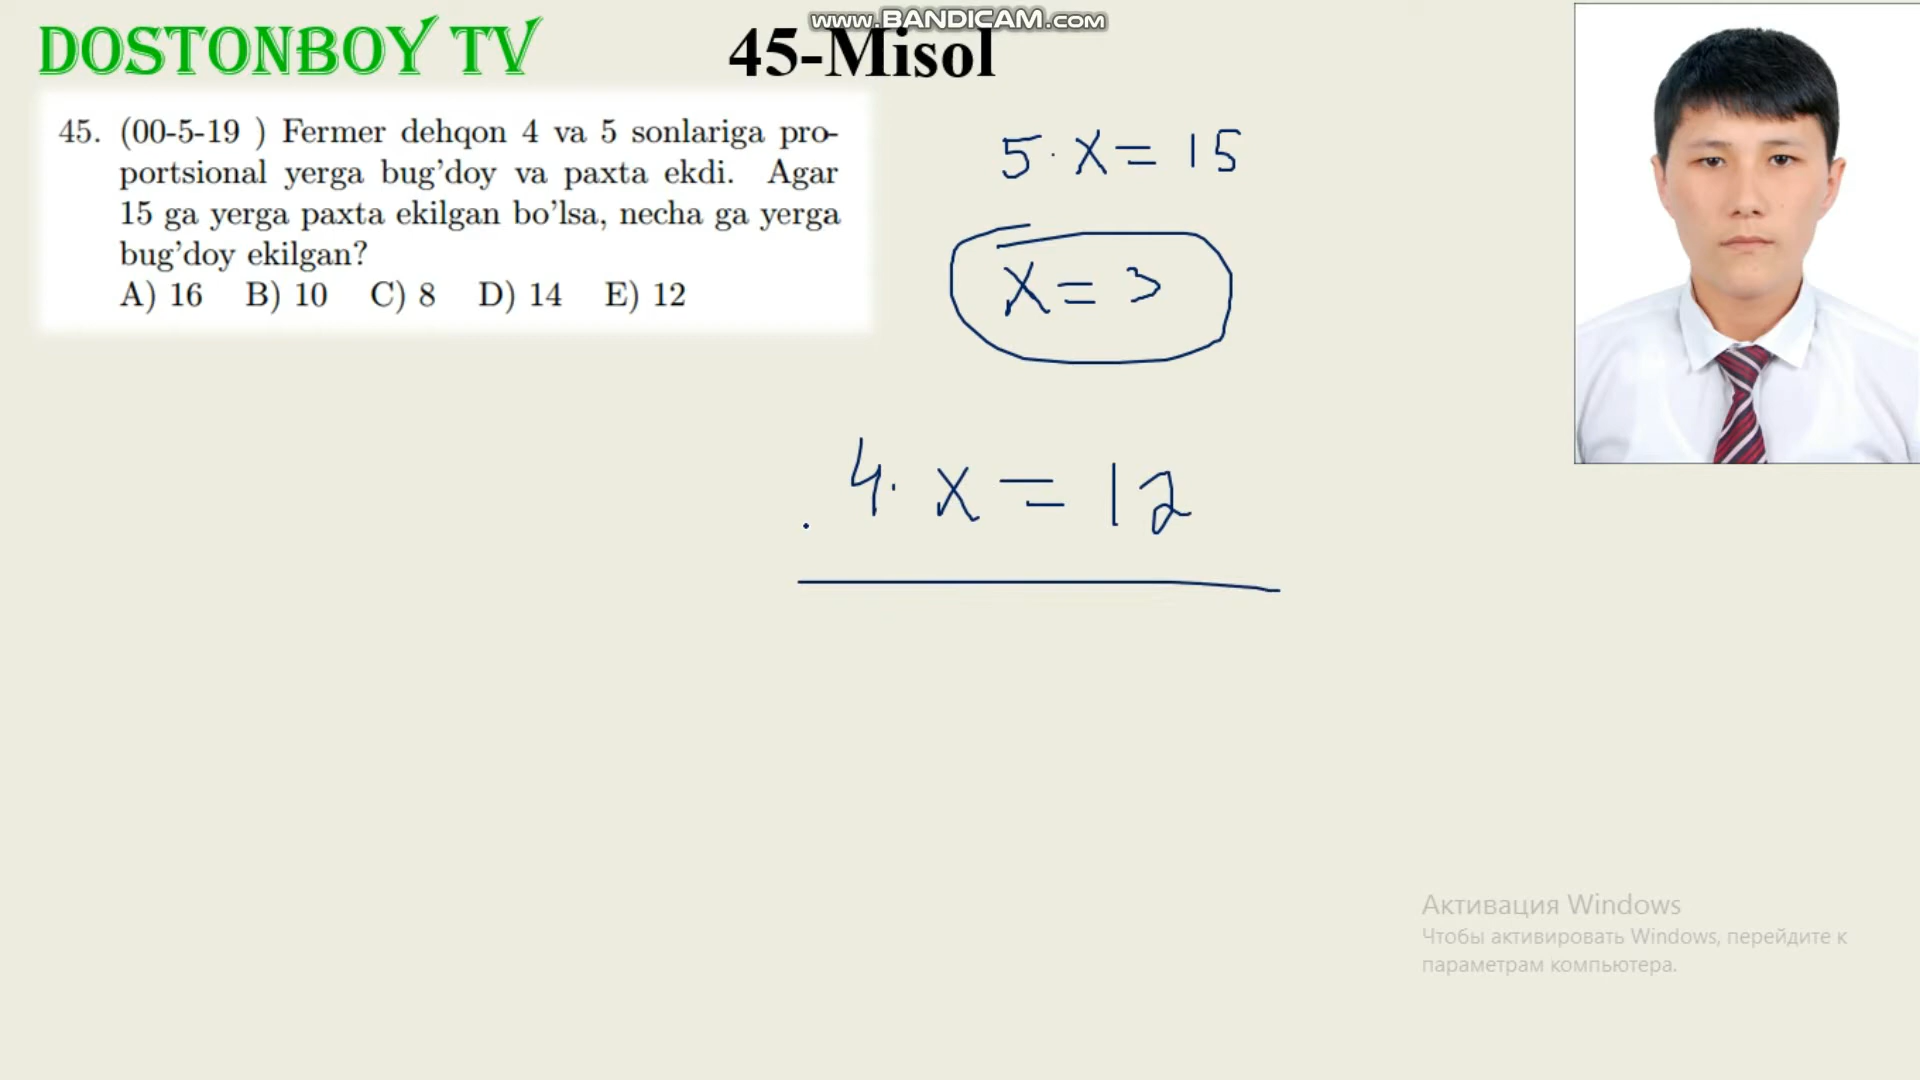 www.BANDICAM.com
DOSTONBOY TV
45-Misol
45. (00-5-19 ) Fermer dehqon 4 va 5 sonlariga pro-
portsional yerga bug'doy va paxta ekdi. Agar
15 ga yerga paxta ekilgan bo'lsa, necha ga yerga
bug'doy ekilgan?
A) 16 B) 10 C) 8 D) 14 E) 12
5·x=15
x=3
4·x=12
Активация Windows
Чтобы активировать Windows, перейдите к
параметрам компьютера.